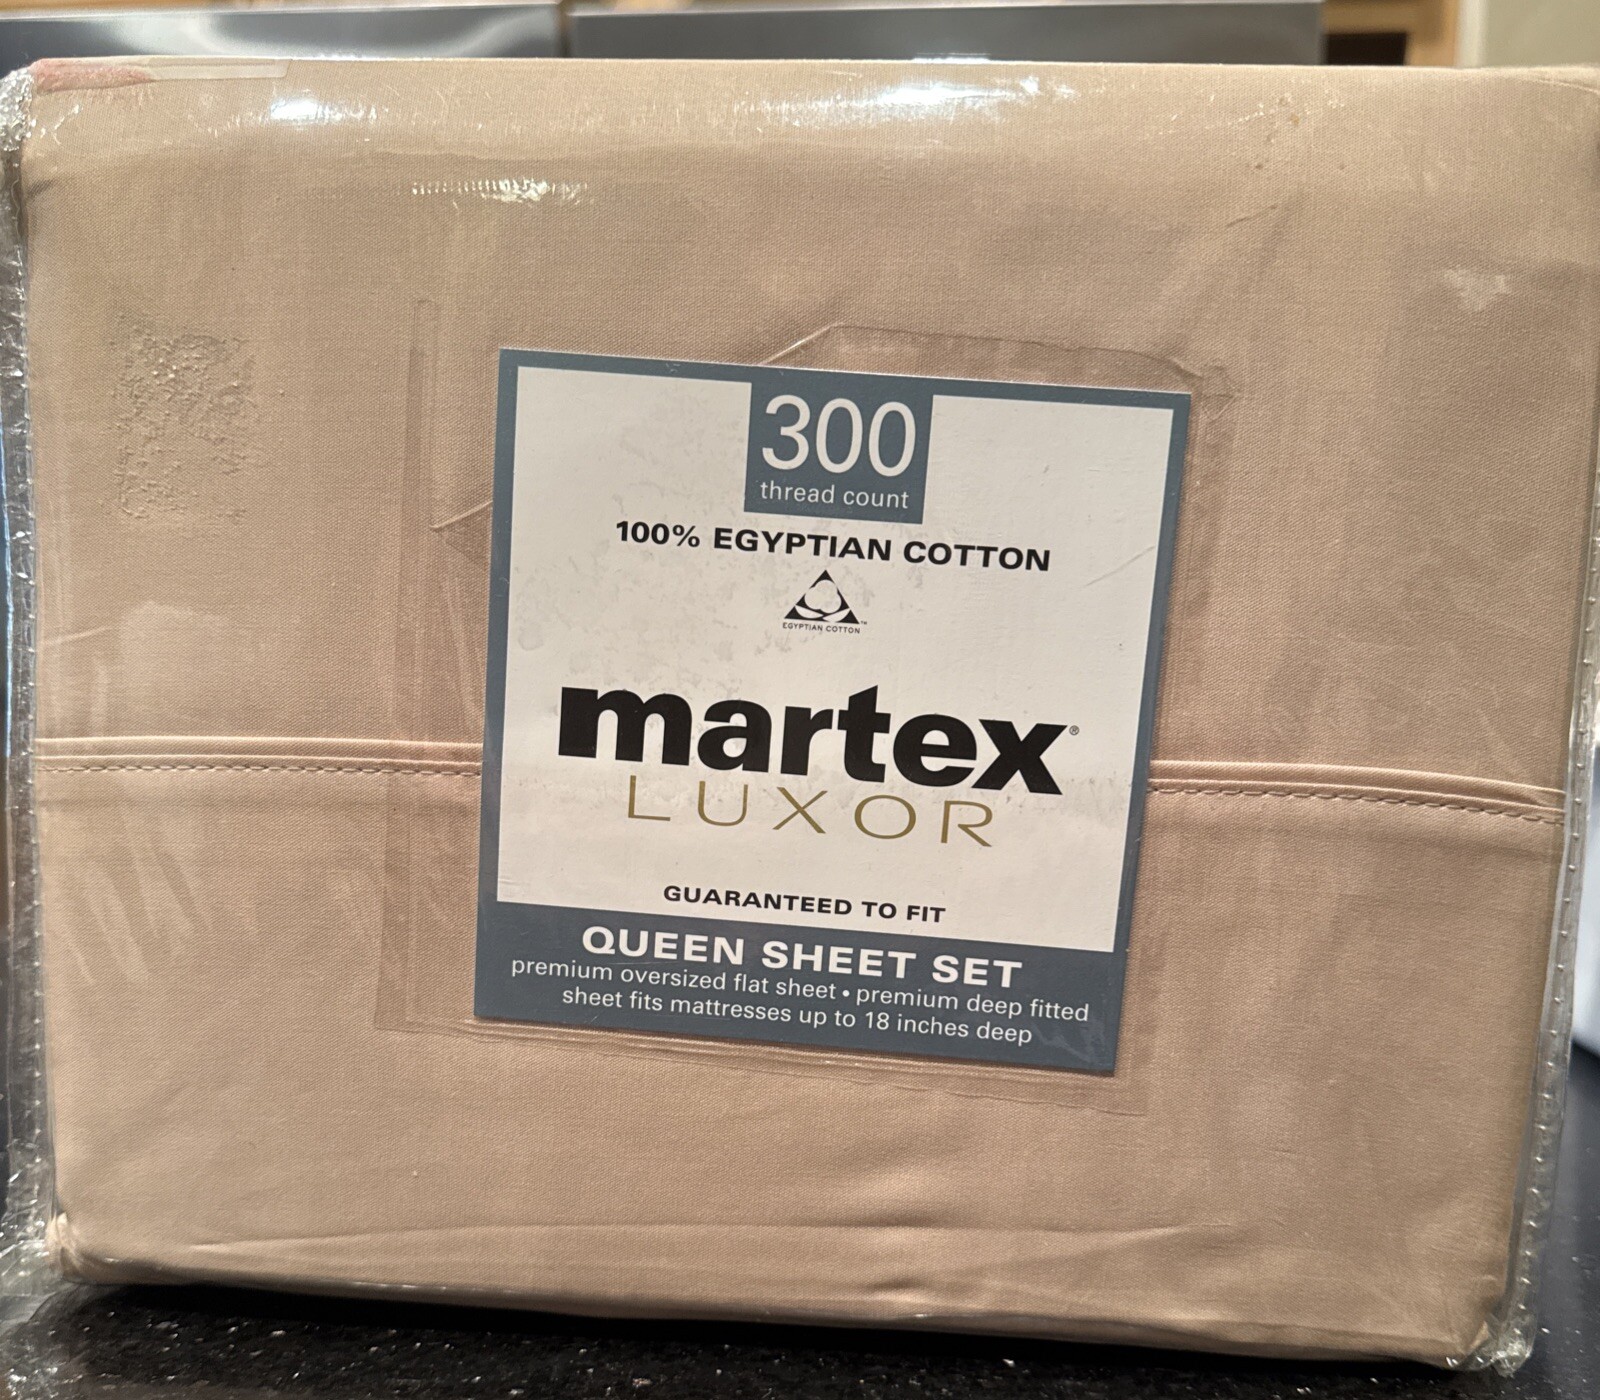 300
thread count
100% EGYPTIAN COTTON
EGYPTIAN COTTON™
martex®
LUXOR
GUARANTEED TO FIT
QUEEN SHEET SET
premium oversized flat sheet • premium deep fitted
sheet fits mattresses up to 18 inches deep